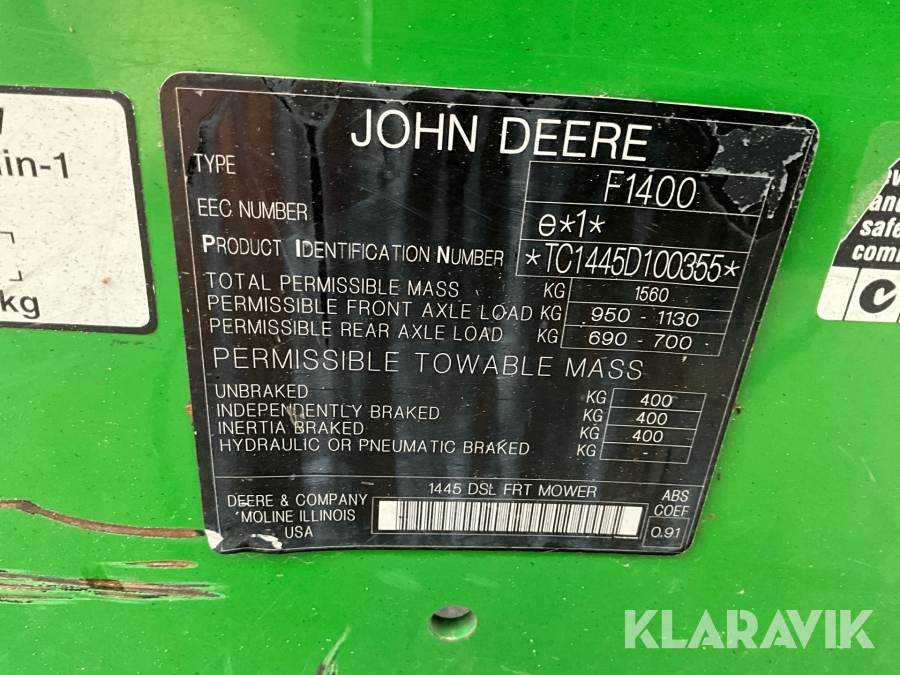 JOHN DEERE
TYPE F1400
EEC NUMBER e*1*
PRODUCT IDENTIFICATION NUMBER *TC1445D100355*
TOTAL PERMISSIBLE MASS KG 1560
PERMISSIBLE FRONT AXLE LOAD KG 950 - 1130
PERMISSIBLE REAR AXLE LOAD KG 690 - 700
PERMISSIBLE TOWABLE MASS
UNBRAKED KG 400
INDEPENDENTLY BRAKED KG 400
INERTIA BRAKED KG 400
HYDRAULIC OR PNEUMATIC BRAKED KG -
1445 DSL FRT MOWER
DEERE & COMPANY
MOLINE ILLINOIS
USA
ABS
COEF
0.91
in-1
kg
and
safe
com
KLARAVIK